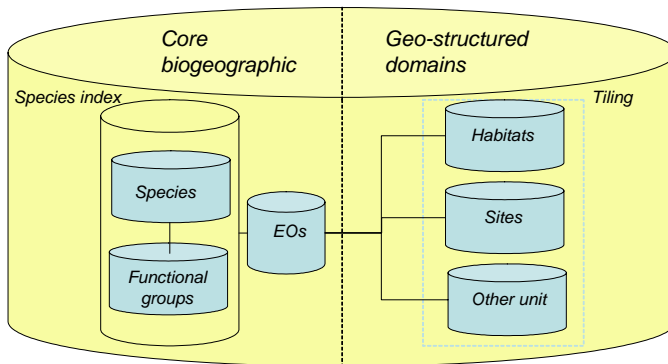 Core
biogeographic
Geo-structured
domains
Species index
Tiling
Species
Functional
groups
EOs
Habitats
Sites
Other unit